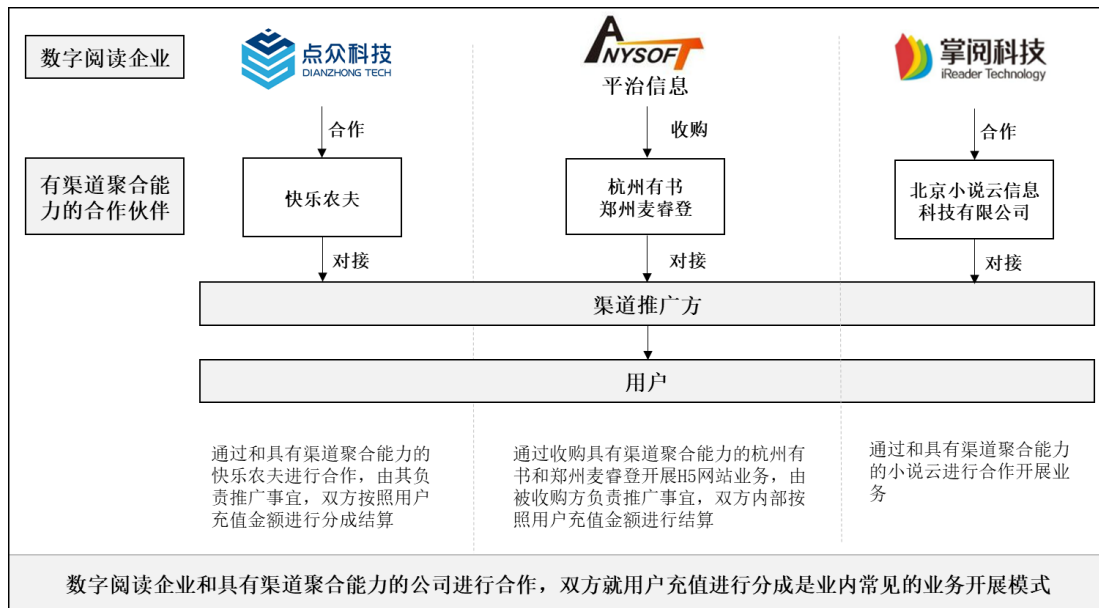 数字阅读企业
点众科技
DIANZHONG TECH
ANYSOFT
平治信息
掌阅科技
iReader Technology
合作
收购
合作
有渠道聚合能
力的合作伙伴
快乐农夫
杭州有书
郑州麦睿登
北京小说云信息
科技有限公司
对接
对接
对接
渠道推广方
用户
通过和具有渠道聚合能力的
快乐农夫进行合作，由其负
责推广事宜，双方按照用户
充值金额进行分成结算
通过收购具有渠道聚合能力的杭州有
书和郑州麦睿登开展H5网站业务，由
被收购方负责推广事宜，双方内部按
照用户充值金额进行结算
通过和具有渠道聚合能力
的小说云进行合作开展业
务
数字阅读企业和具有渠道聚合能力的公司进行合作，双方就用户充值进行分成是业内常见的业务开展模式